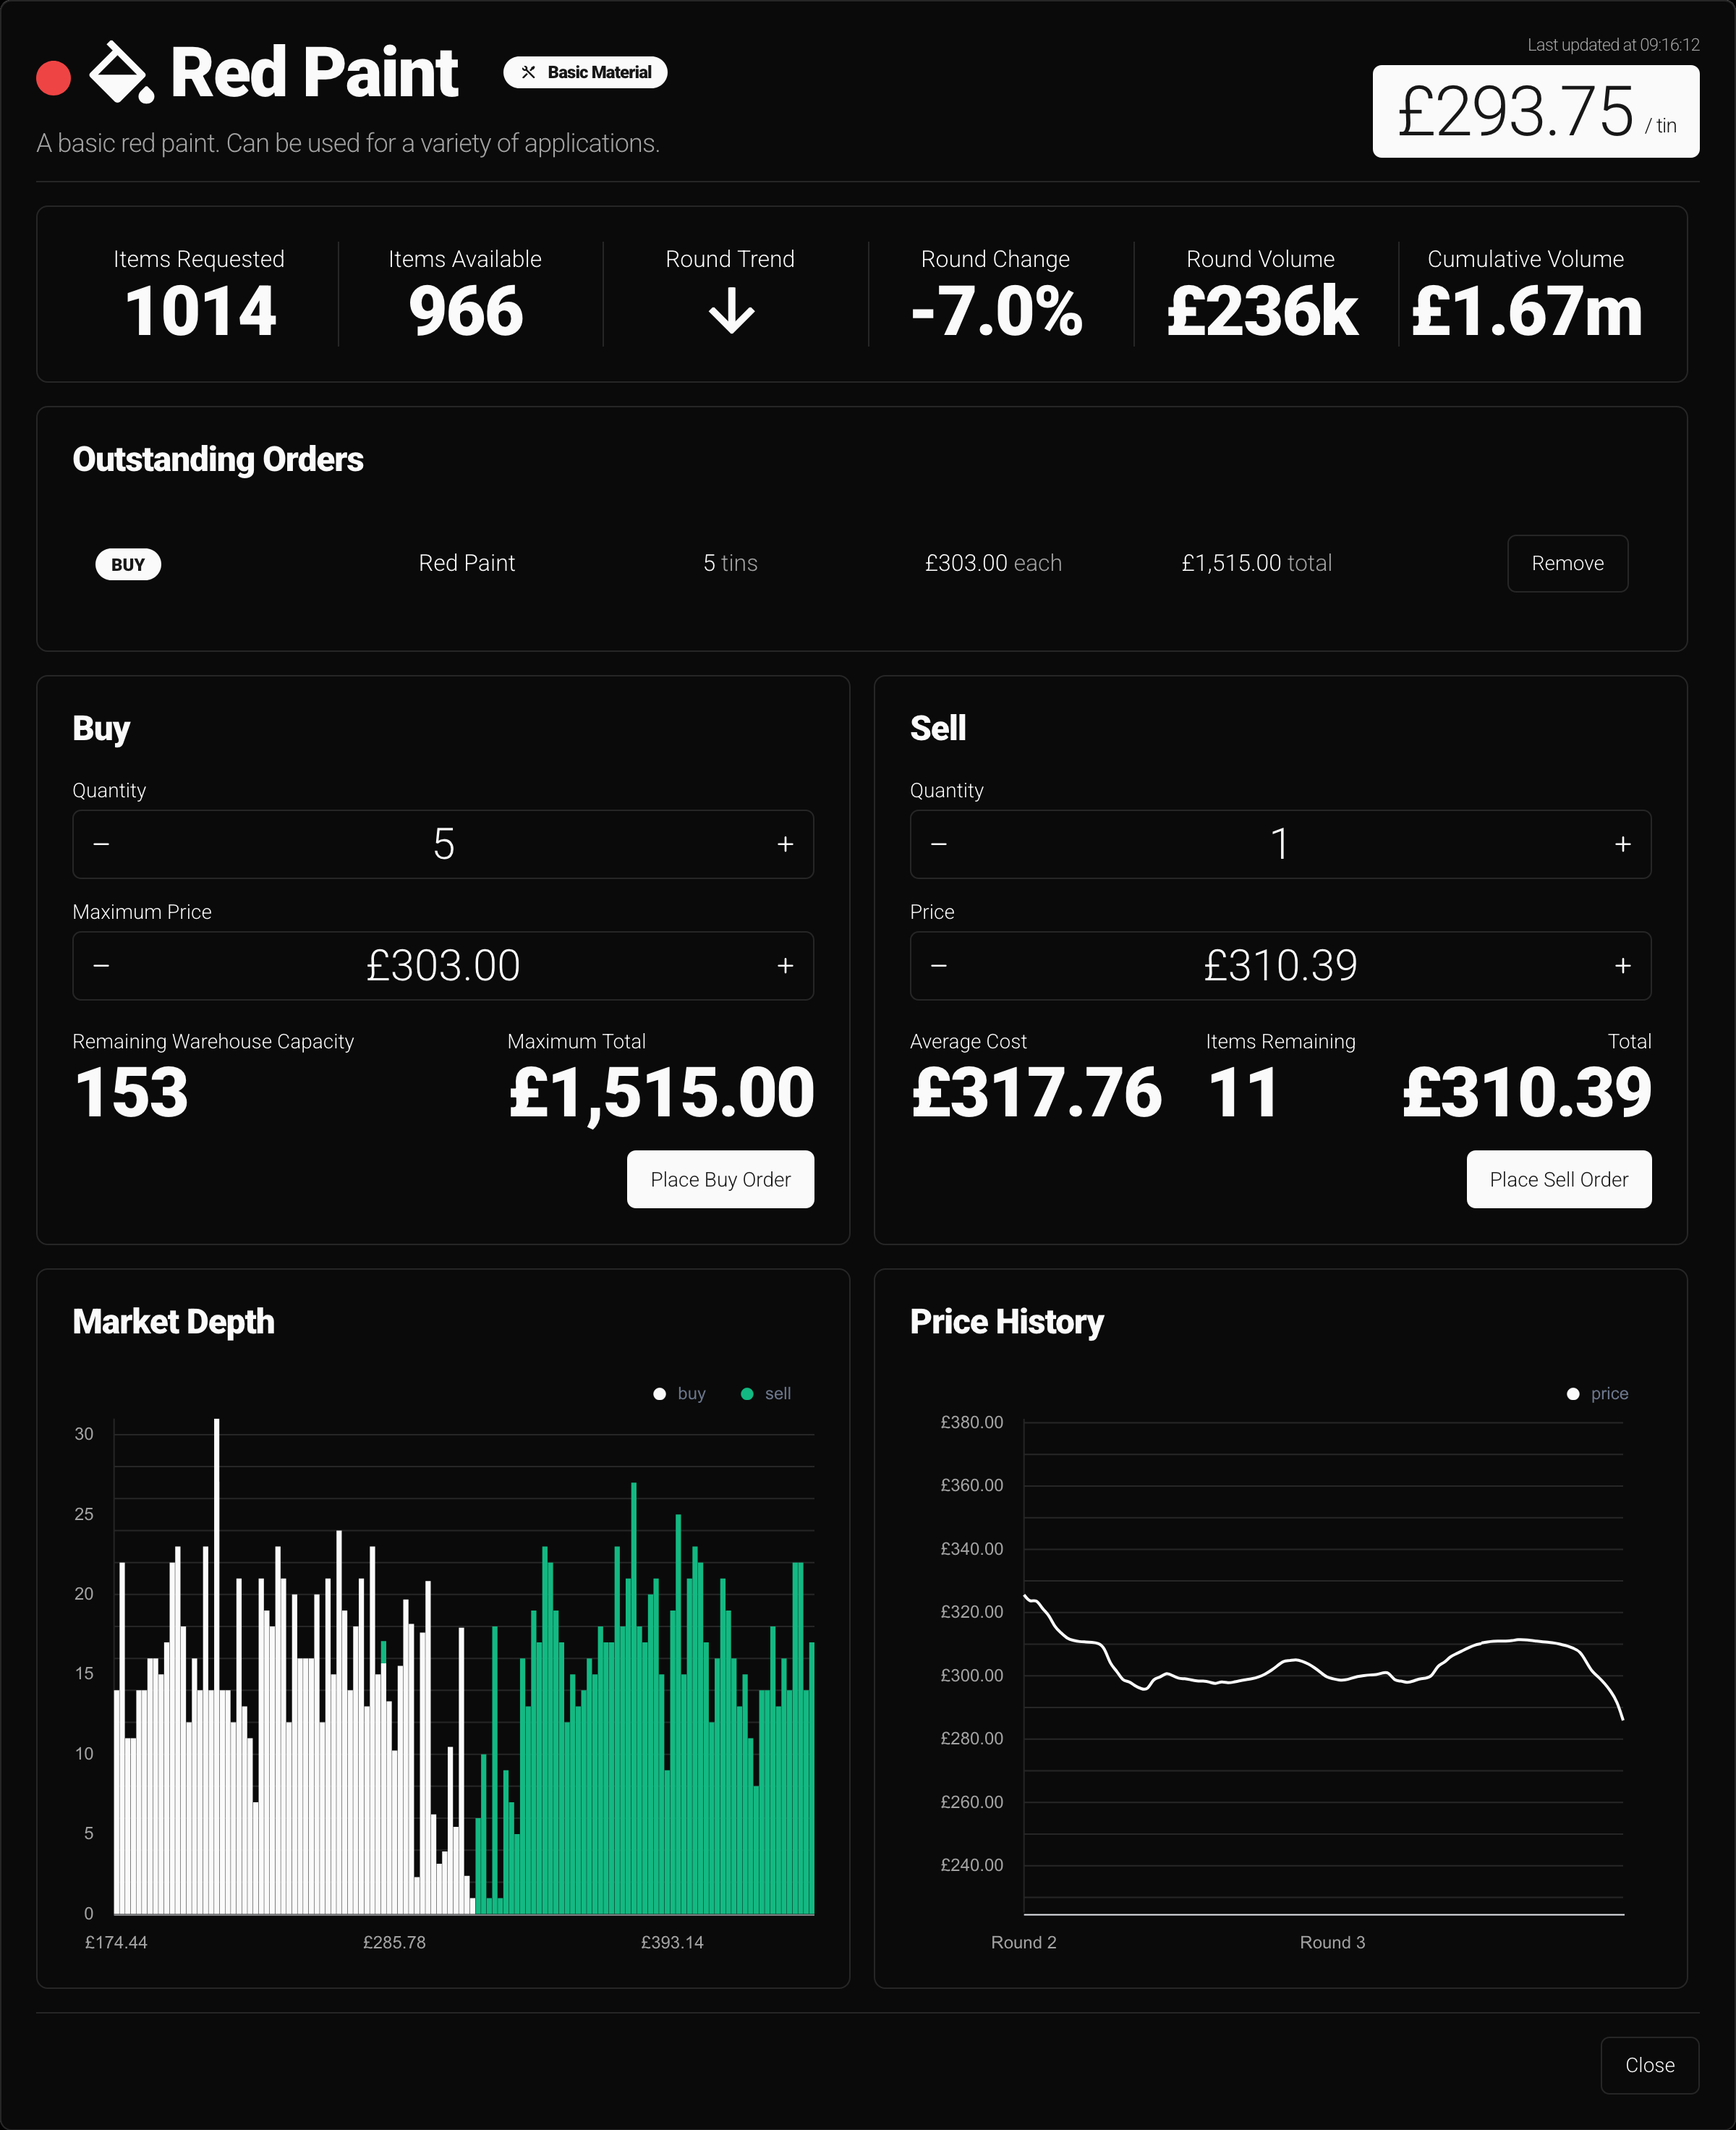 Last updated at 09:16:12
Red Paint
Basic Material
£293.75 / tin
A basic red paint. Can be used for a variety of applications.
Items Requested
1014
Items Available
966
Round Trend
Round Change
-7.0%
Round Volume
£236k
Cumulative Volume
£1.67m
Outstanding Orders
BUY Red Paint 5 tins £303.00 each £1,515.00 total Remove
Buy
Quantity
− 5 +
Maximum Price
− £303.00 +
Remaining Warehouse Capacity
153
Maximum Total
£1,515.00
Place Buy Order
Sell
Quantity
− 1 +
Price
− £310.39 +
Average Cost
£317.76
Items Remaining
11
Total
£310.39
Place Sell Order
Market Depth
buy sell
30
25
20
15
10
5
0
£174.44 £285.78 £393.14
Price History
price
£380.00
£360.00
£340.00
£320.00
£300.00
£280.00
£260.00
£240.00
Round 2 Round 3
Close